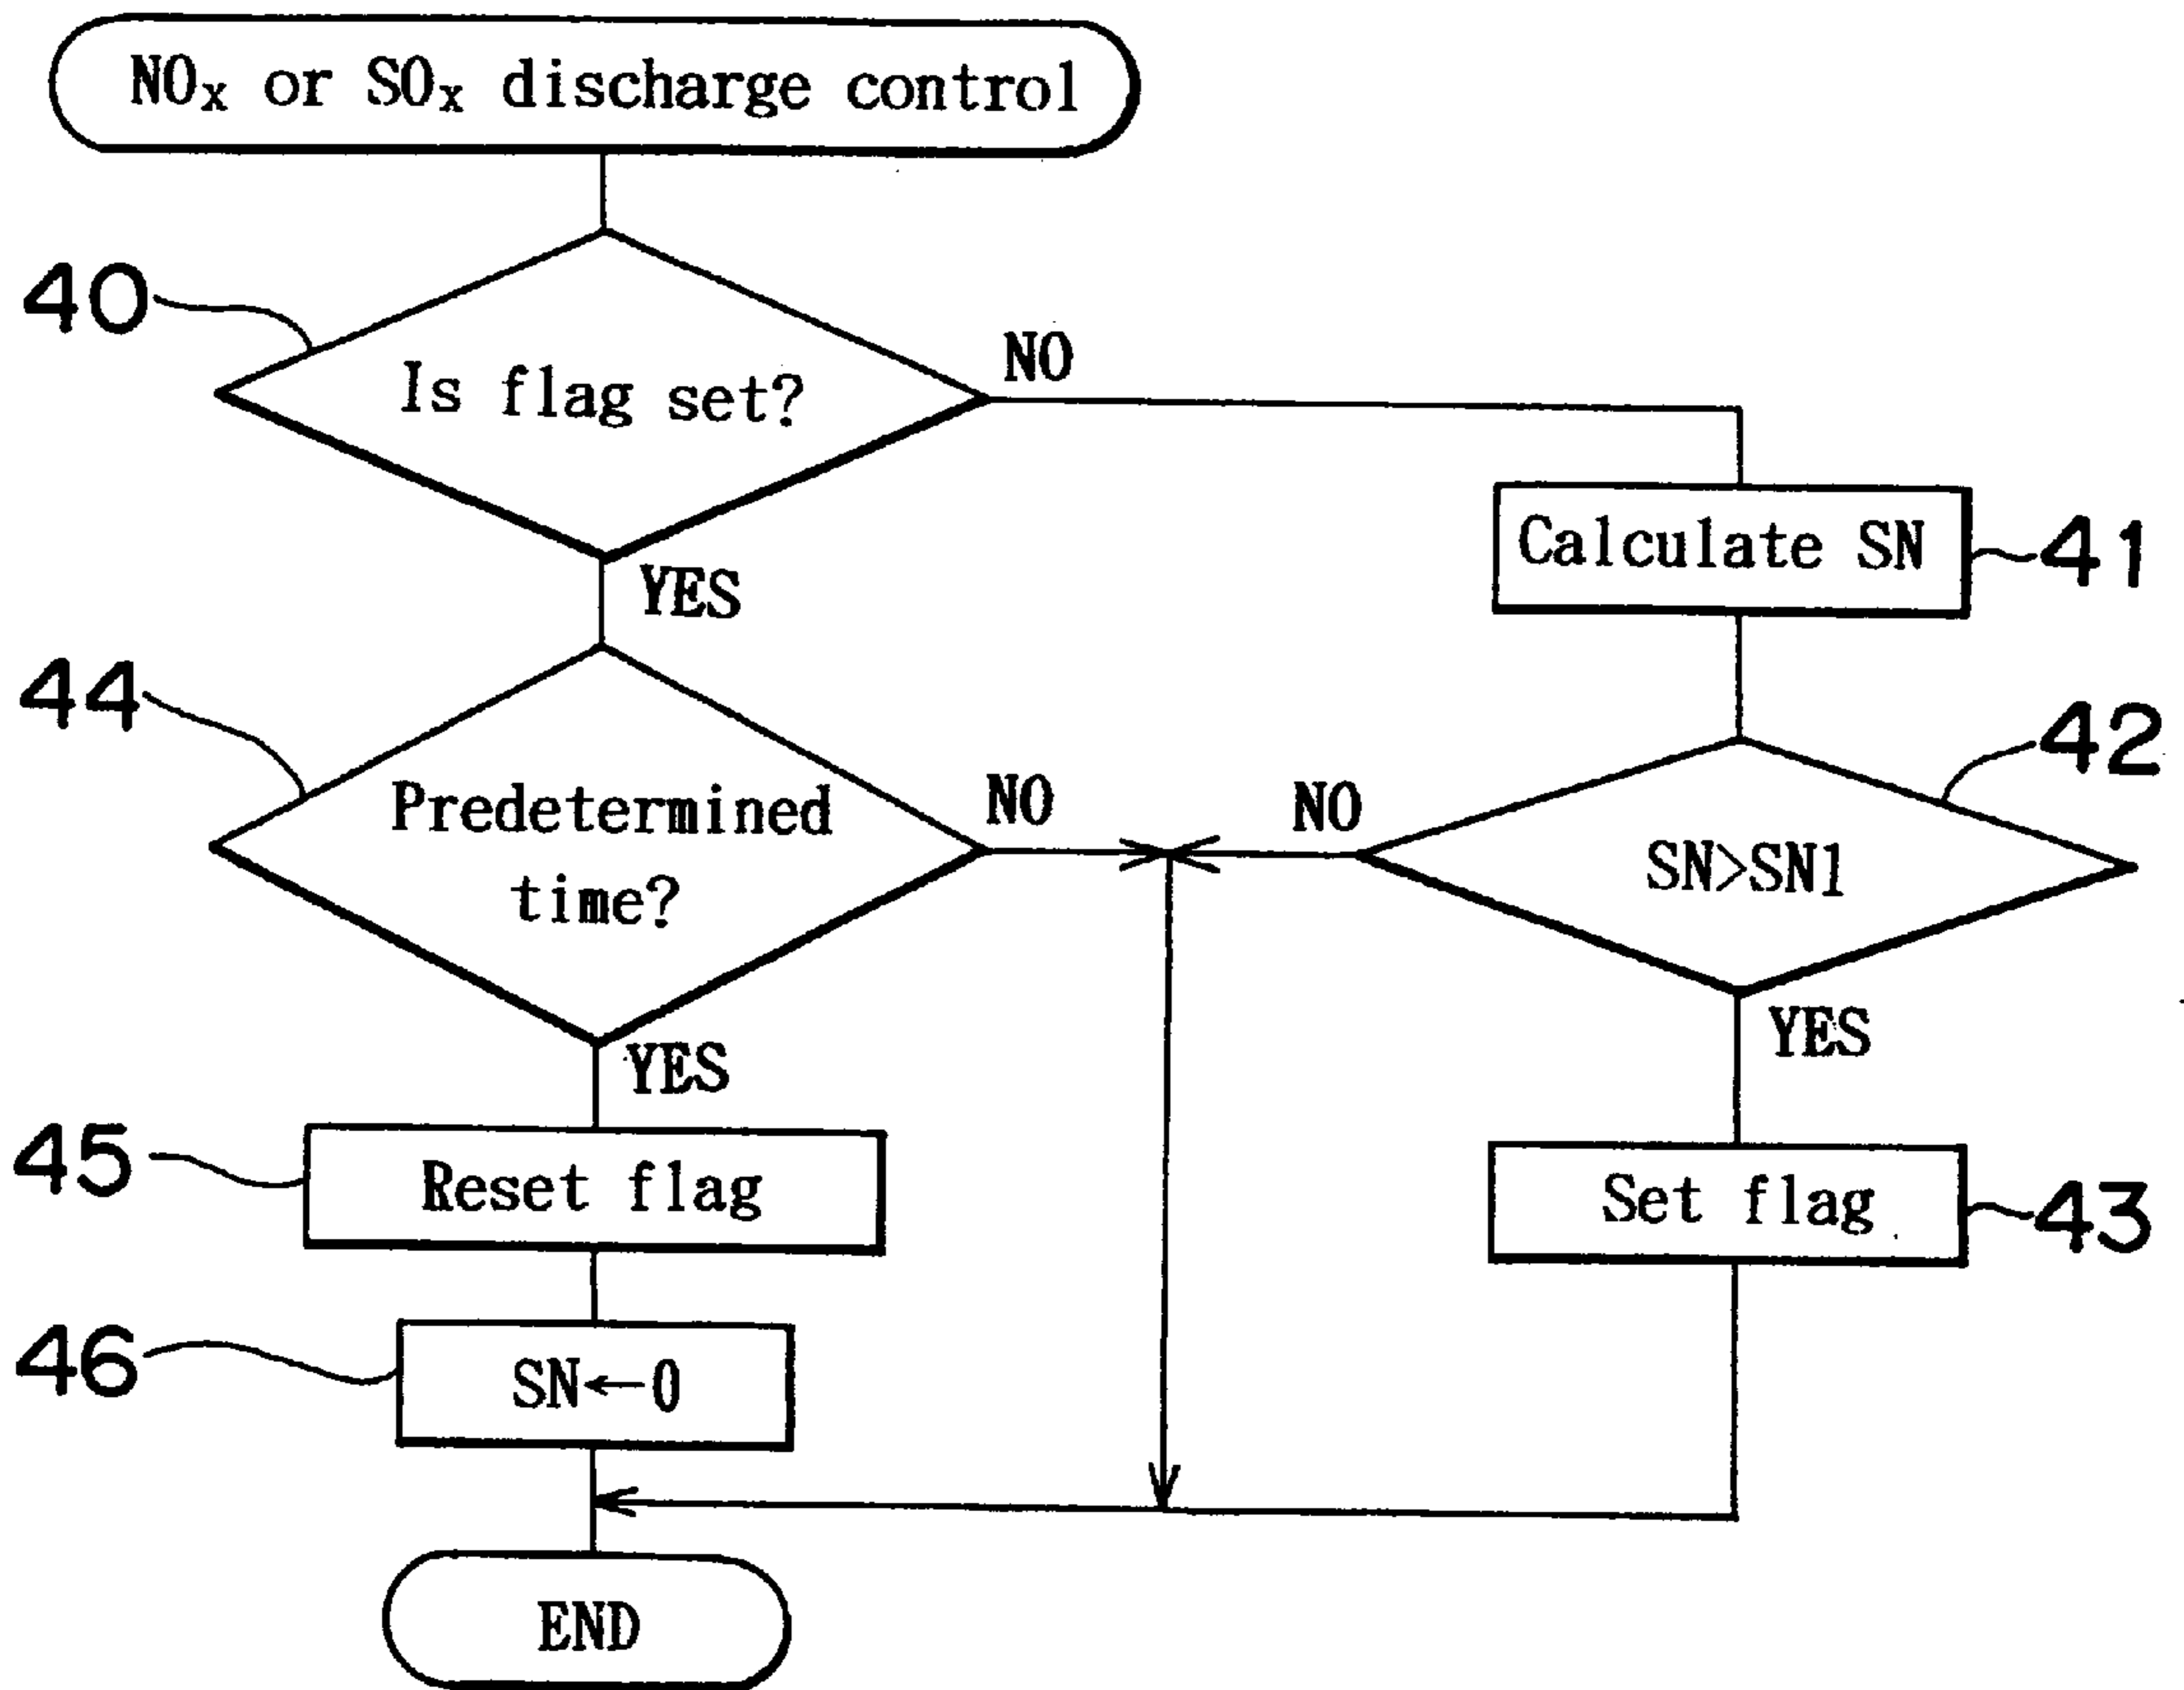 NOₓ or SOₓ discharge control
40
Is flag set?
NO
YES
Calculate SN
41
44
Predetermined
time?
NO
YES
NO
SN>SN1
42
YES
45
Reset flag
Set flag
43
46
SN←0
END